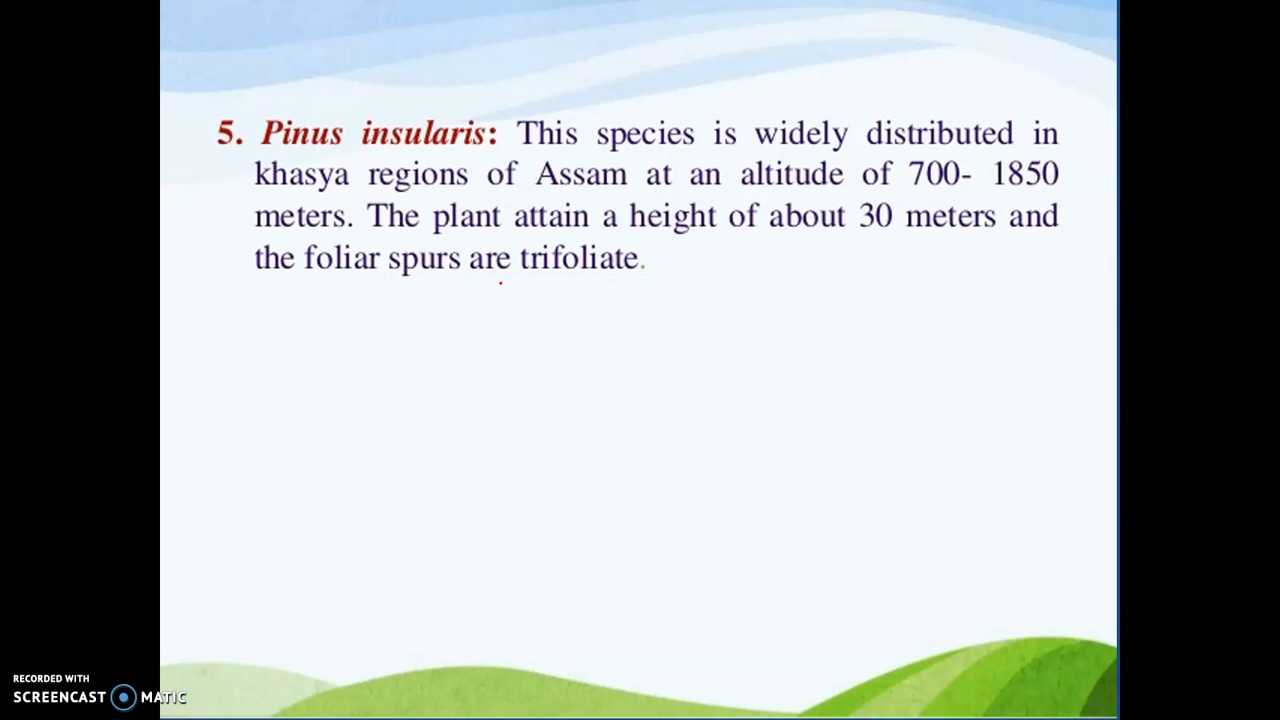 5. Pinus insularis: This species is widely distributed in
khasya regions of Assam at an altitude of 700- 1850
meters. The plant attain a height of about 30 meters and
the foliar spurs are trifoliate.
RECORDED WITH
SCREENCAST MATIC